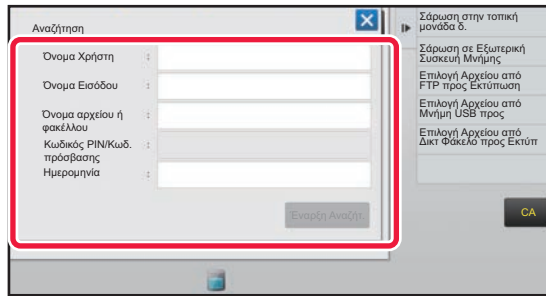 Αναζήτηση
Όνομα Χρήστη :
Όνομα Εισόδου :
Όνομα αρχείου ή
φακέλλου :
Κωδικός PIN/Κωδ.
πρόσβασης :
Ημερομηνία :
Έναρξη Αναζήτ.
Σάρωση στην τοπική
μονάδα δ.
Σάρωση σε Εξωτερική
Συσκευή Μνήμης
Επιλογή Αρχείου από
FTP προς Εκτύπωση
Επιλογή Αρχείου από
Μνήμη USB προς
Επιλογή Αρχείου από
Δικτ Φάκελο προς Εκτύπ
CA